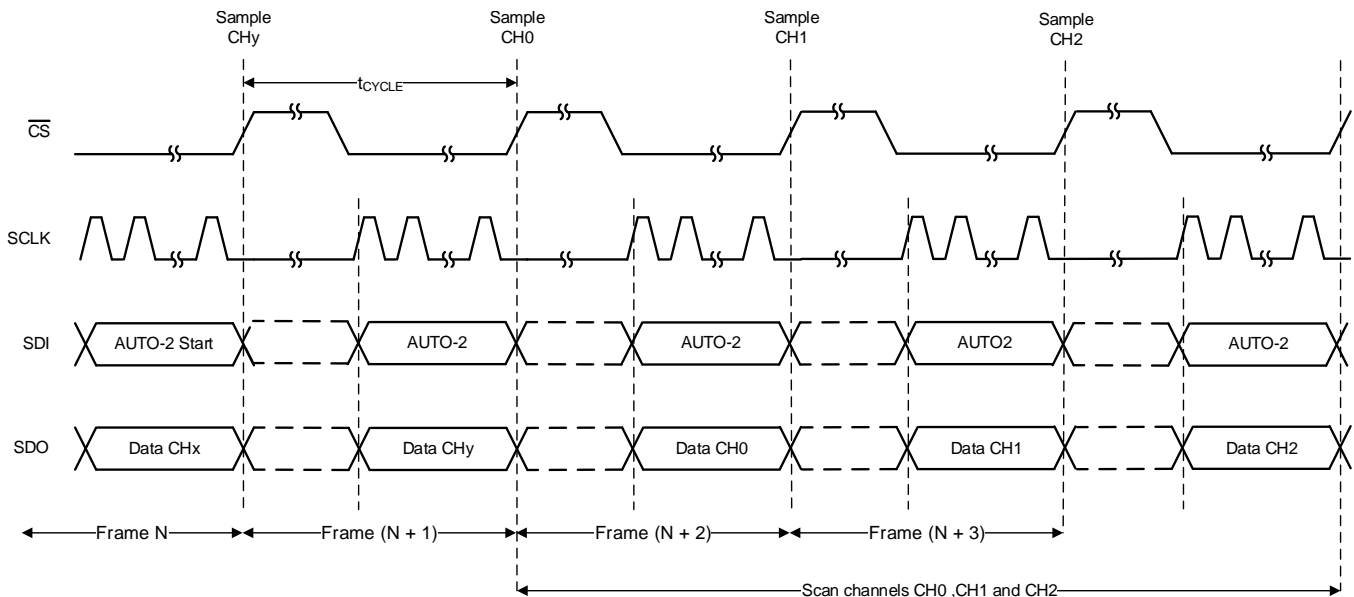 Sample
CHy
Sample
CH0
Sample
CH1
Sample
CH2
tCYCLE
CS
SCLK
SDI
AUTO-2 Start
AUTO-2
AUTO-2
AUTO2
AUTO-2
SDO
Data CHx
Data CHy
Data CH0
Data CH1
Data CH2
Frame N
Frame (N + 1)
Frame (N + 2)
Frame (N + 3)
Scan channels CH0 ,CH1 and CH2